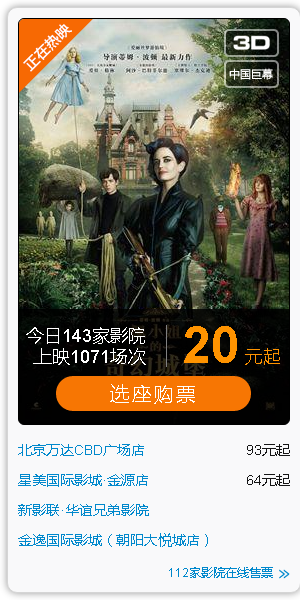 正在热映
3D
中国巨幕
导演蒂姆·波顿 最新力作
今日143家影院
上映1071场次
20元起
选座购票
北京万达CBD广场店 93元起
星美国际影城·金源店 64元起
新影联·华谊兄弟影院
金逸国际影城（朝阳大悦城店）
112家影院在线售票 »